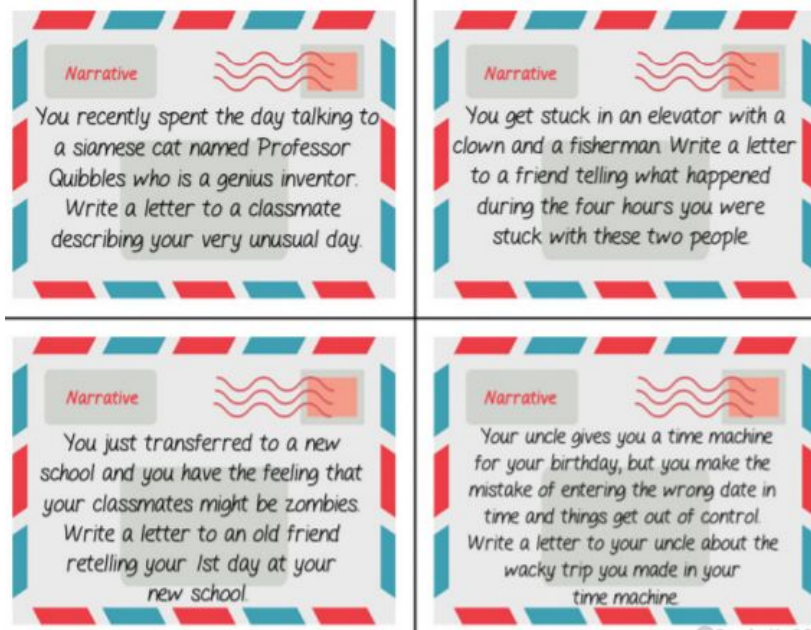 Narrative
You recently spent the day talking to
a siamese cat named Professor
Quibbles who is a genius inventor.
Write a letter to a classmate
describing your very unusual day.
Narrative
You get stuck in an elevator with a
clown and a fisherman. Write a letter
to a friend telling what happened
during the four hours you were
stuck with these two people.
Narrative
You just transferred to a new
school and you have the feeling that
your classmates might be zombies.
Write a letter to an old friend
retelling your 1st day at your
new school.
Narrative
Your uncle gives you a time machine
for your birthday, but you make the
mistake of entering the wrong date in
time and things get out of control.
Write a letter to your uncle about the
wacky trip you made in your
time machine.